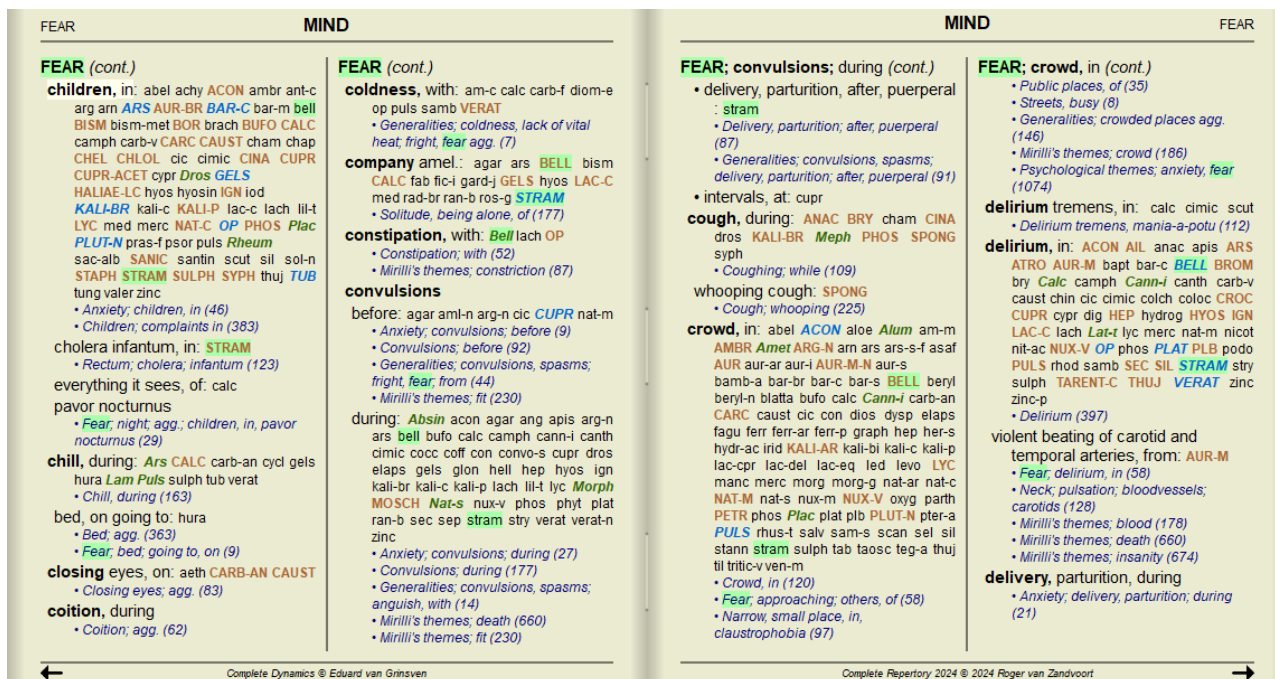 FEAR
MIND
MIND
FEAR
FEAR (cont.)
children, in: abel achy ACON ambr ant-c
arg arn ARS AUR-BR BAR-C bar-m bell
BISM bism-met BOR brach BUFO CALC
camph carb-v CARC CAUST cham chap
CHEL CHLOL cic cimic CINA CUPR
CUPR-ACET cypr Dros GELS
HALIAE-LC hyos hyosin IGN iod
KALI-BR kali-c KALI-P lac-c lach lil-t
LYC med merc NAT-C OP PHOS Plac
PLUT-N pras-f psor puls Rheum
sac-alb SANIC santin scut sil sol-n
STAPH STRAM SULPH SYPH thuj TUB
tung valer zinc
• Anxiety; children, in (46)
• Children; complaints in (383)
cholera infantum, in: STRAM
• Rectum; cholera; infantum (123)
everything it sees, of: calc
pavor nocturnus
• Fear; night; agg.; children, in, pavor
nocturnus (29)
chill, during: Ars CALC carb-an cycl gels
hura Lam Puls sulph tub verat
• Chill, during (163)
bed, on going to: hura
• Bed; agg. (363)
• Fear; bed; going to, on (9)
closing eyes, on: aeth CARB-AN CAUST
• Closing eyes; agg. (83)
coition, during
• Coition; agg. (62)
FEAR (cont.)
coldness, with: am-c calc carb-f diom-e
op puls samb VERAT
• Generalities; coldness, lack of vital
heat; fright, fear agg. (7)
company amel.: agar ars BELL bism
CALC fab fic-i gard-j GELS hyos LAC-C
med rad-br ran-b ros-g STRAM
• Solitude, being alone, of (177)
constipation, with: Bell lach OP
• Constipation; with (52)
• Mirilli's themes; constriction (87)
convulsions
before: agar aml-n arg-n cic CUPR nat-m
• Anxiety; convulsions; before (9)
• Convulsions; before (92)
• Generalities; convulsions, spasms;
fright, fear; from (44)
• Mirilli's themes; fit (230)
during: Absin acon agar ang apis arg-n
ars bell bufo calc camph cann-i canth
cimic cocc coff con convo-s cupr dros
elaps gels glon hell hep hyos ign
kali-br kali-c kali-p lach lil-t lyc Morph
MOSCH Nat-s nux-v phos phyt plat
ran-b sec sep stram stry verat verat-n
zinc
• Anxiety; convulsions; during (27)
• Convulsions; during (177)
• Generalities; convulsions, spasms;
anguish, with (14)
• Mirilli's themes; death (660)
• Mirilli's themes; fit (230)
FEAR; convulsions; during (cont.)
• delivery, parturition, after, puerperal
: stram
• Delivery, parturition; after, puerperal
(87)
• Generalities; convulsions, spasms;
delivery, parturition; after, puerperal (91)
• intervals, at: cupr
cough, during: ANAC BRY cham CINA
dros KALI-BR Meph PHOS SPONG
syph
• Coughing; while (109)
whooping cough: SPONG
• Cough; whooping (225)
crowd, in: abel ACON aloe Alum am-m
AMBR Amet ARG-N arn ars ars-s-f asaf
AUR aur-ar aur-i AUR-M-N aur-s
bamb-a bar-br bar-c bar-s BELL beryl
beryl-n blatta bufo calc Cann-i carb-an
CARC caust cic con dios dysp elaps
fagu ferr ferr-ar ferr-p graph hep her-s
hydr-ac irid KALI-AR kali-bi kali-c kali-p
lac-cpr lac-del lac-eq led levo LYC
manc merc morg morg-g nat-ar nat-c
NAT-M nat-s nux-m NUX-V oxyg parth
PETR phos Plac plat plb PLUT-N pter-a
PULS rhus-t salv sam-s scan sel sil
stann stram sulph tab taosc teg-a thuj
til tritic-v ven-m
• Crowd, in (120)
• Fear; approaching; others, of (58)
• Narrow, small place, in,
claustrophobia (97)
FEAR; crowd, in (cont.)
• Public places, of (35)
• Streets, busy (8)
• Generalities; crowded places agg.
(146)
• Mirilli's themes; crowd (186)
• Psychological themes; anxiety, fear
(1074)
delirium tremens, in: calc cimic scut
• Delirium tremens, mania-a-potu (112)
delirium, in: ACON AIL anac apis ARS
ATRO AUR-M bapt bar-c BELL BROM
bry Calc camph Cann-i canth carb-v
caust chin cic cimic colch coloc CROC
CUPR cypr dig HEP hydrog HYOS IGN
LAC-C lach Lat-t lyc merc nat-m nicot
nit-ac NUX-V OP phos PLAT PLB podo
PULS rhod samb SEC SIL STRAM stry
sulph TARENT-C THUJ VERAT zinc
zinc-p
• Delirium (397)
violent beating of carotid and
temporal arteries, from: AUR-M
• Fear; delirium, in (58)
• Neck; pulsation; bloodvessels;
carotids (128)
• Mirilli's themes; blood (178)
• Mirilli's themes; death (660)
• Mirilli's themes; insanity (674)
delivery, parturition, during
• Anxiety; delivery, parturition; during
(21)
Complete Dynamics © Eduard van Grinsven
Complete Repertory 2024 © 2024 Roger van Zandvoort